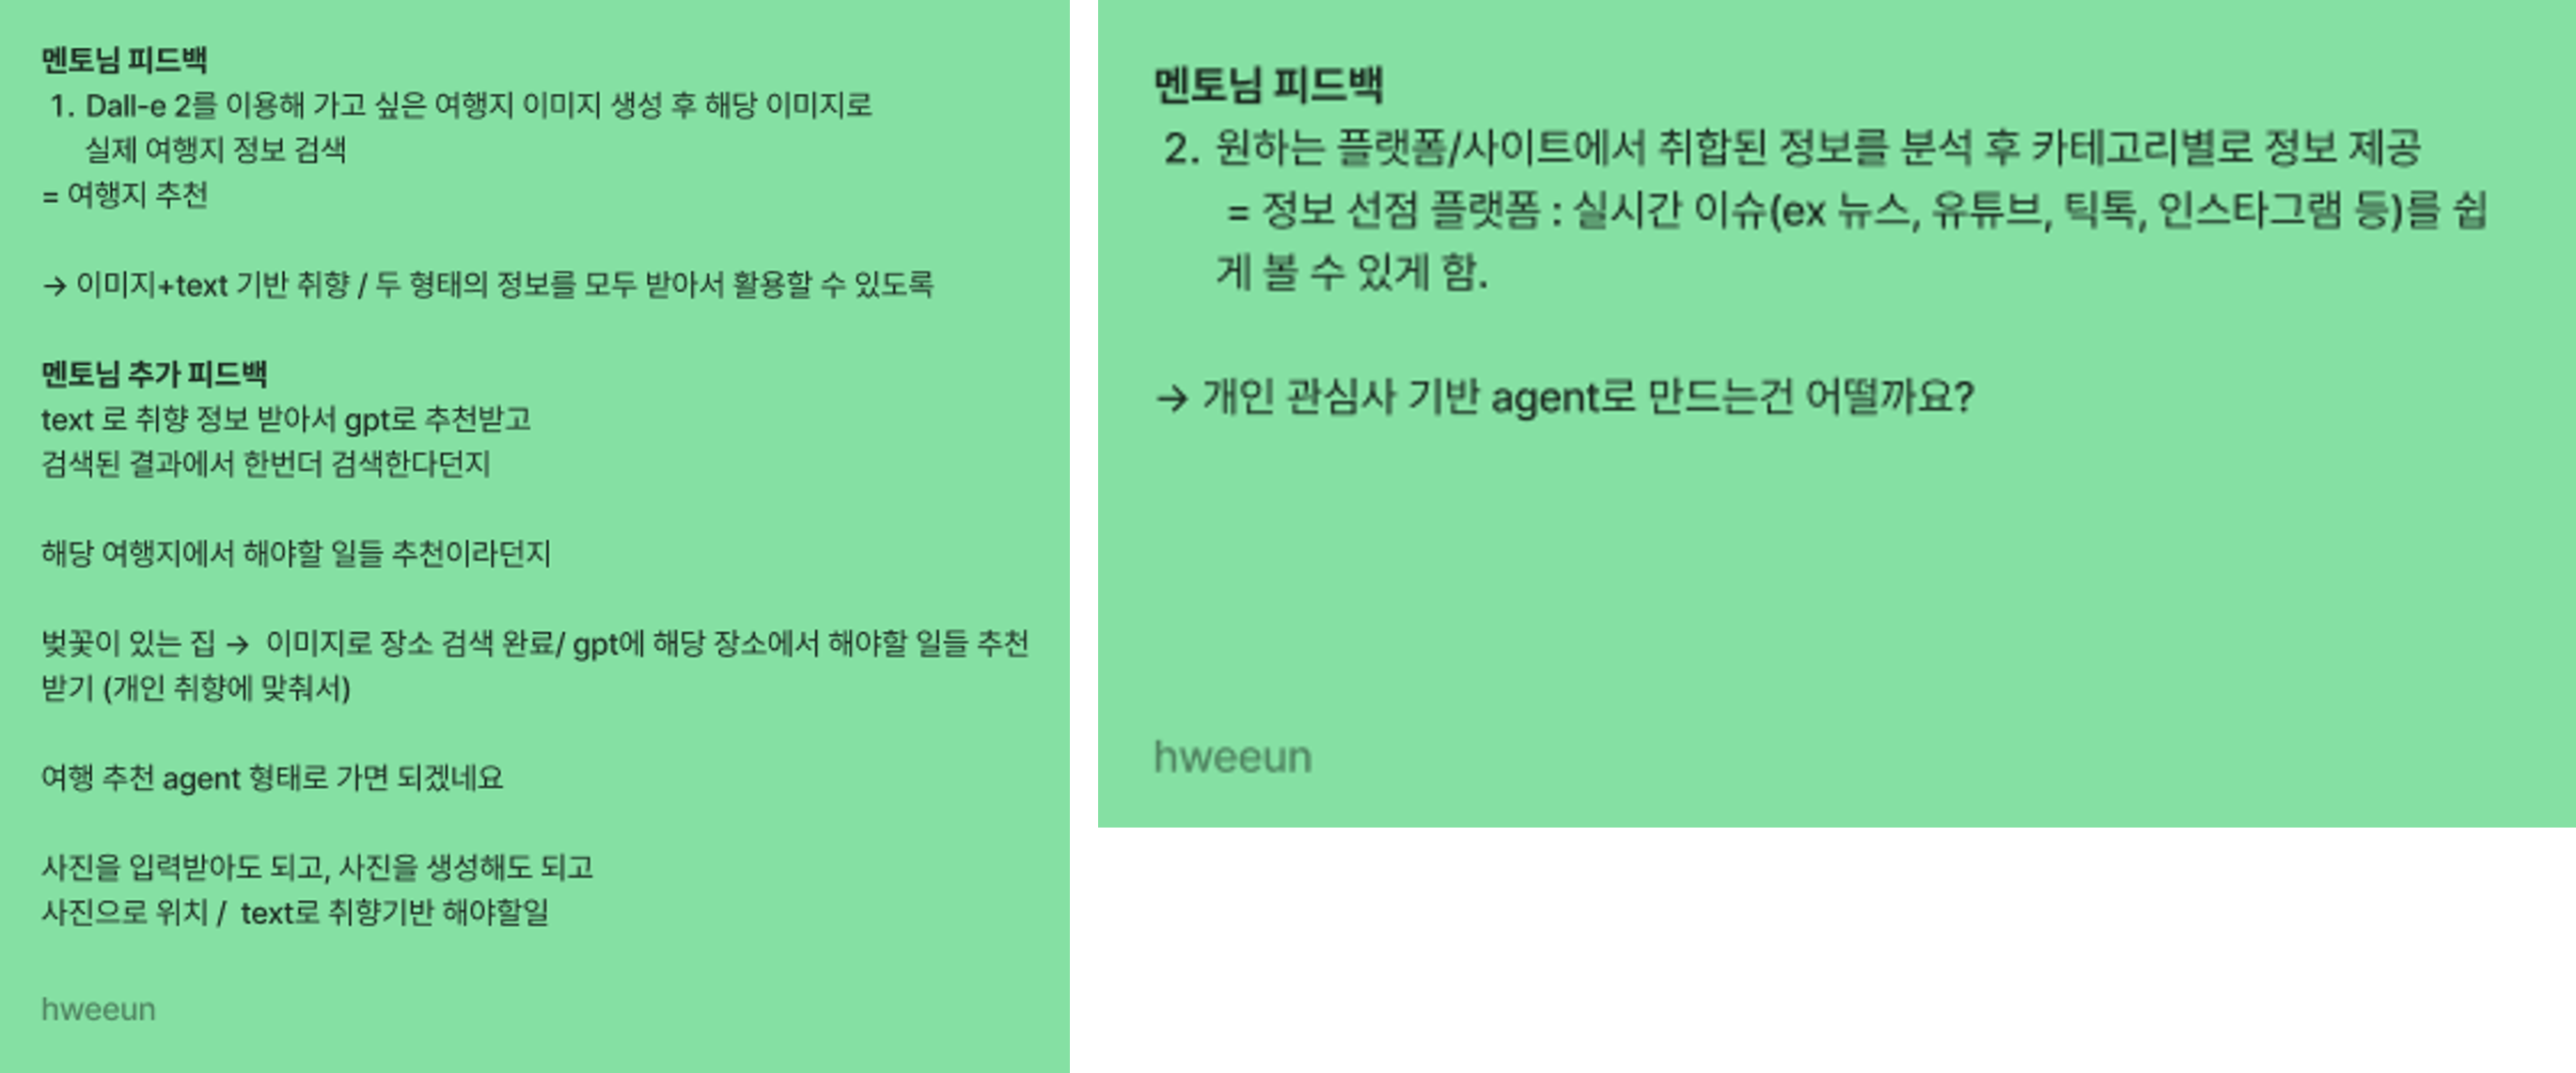 멘토님 피드백
1. Dall-e 2를 이용해 가고 싶은 여행지 이미지 생성 후 해당 이미지로
실제 여행지 정보 검색
= 여행지 추천
→ 이미지+text 기반 취향 / 두 형태의 정보를 모두 받아서 활용할 수 있도록
멘토님 추가 피드백
text 로 취향 정보 받아서 gpt로 추천받고
검색된 결과에서 한번더 검색한다던지
해당 여행지에서 해야할 일들 추천이라던지
벚꽃이 있는 집 → 이미지로 장소 검색 완료/ gpt에 해당 장소에서 해야할 일들 추천
받기 (개인 취향에 맞춰서)
여행 추천 agent 형태로 가면 되겠네요
사진을 입력받아도 되고, 사진을 생성해도 되고
사진으로 위치 / text로 취향기반 해야할일
hweeun
멘토님 피드백
2. 원하는 플랫폼/사이트에서 취합된 정보를 분석 후 카테고리별로 정보 제공
= 정보 선점 플랫폼 : 실시간 이슈(ex 뉴스, 유튜브, 틱톡, 인스타그램 등)를 쉽
게 볼 수 있게 함.
→ 개인 관심사 기반 agent로 만드는건 어떨까요?
hweeun